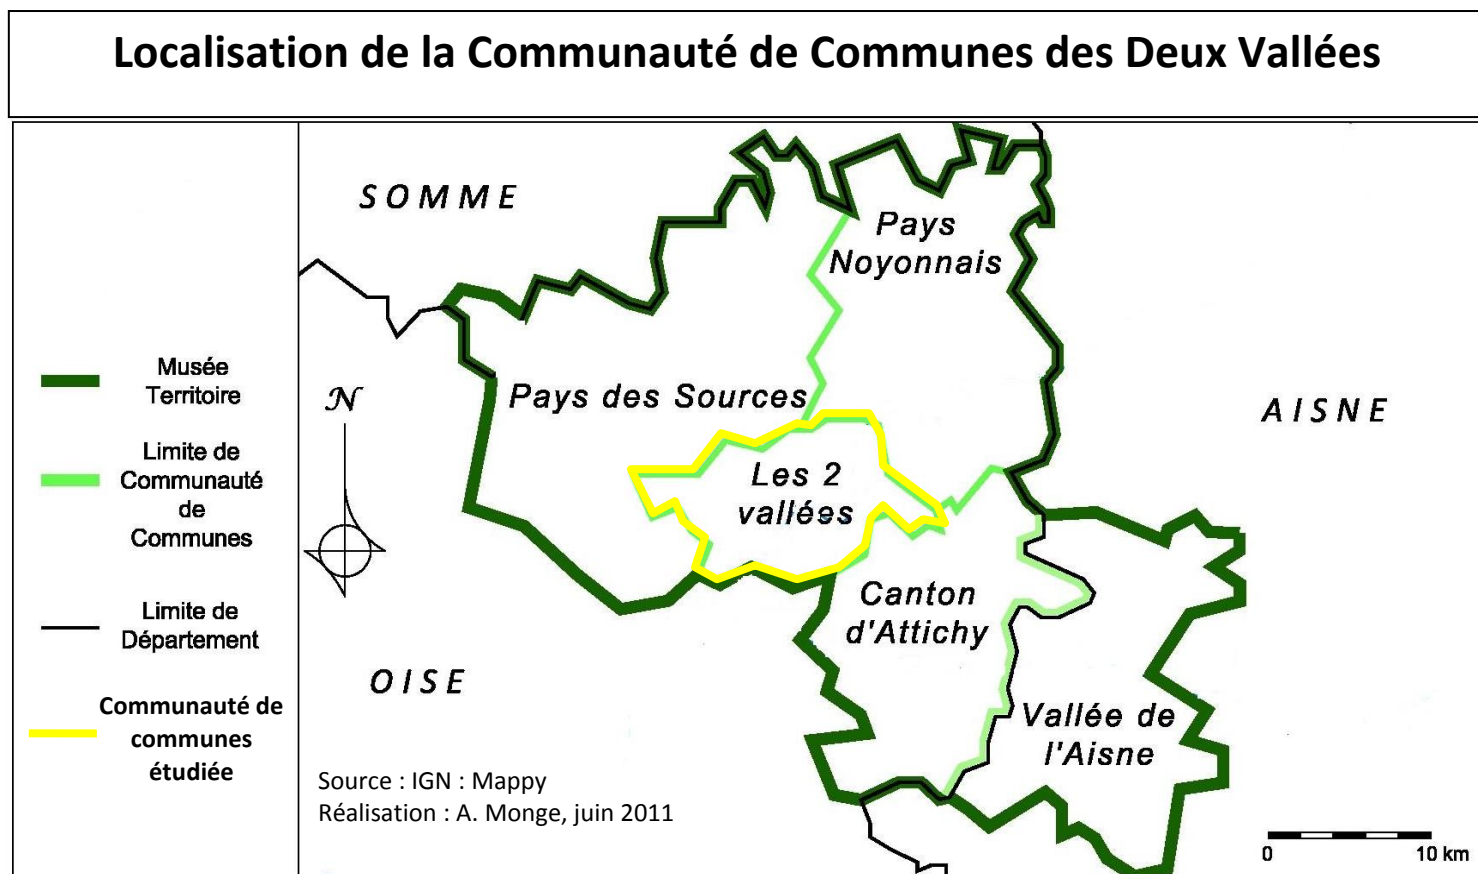 Localisation de la Communauté de Communes des Deux Vallées
Musée
Territoire
Limite de
Communauté
de
Communes
Limite de
Département
Communauté de
communes
étudiée
N
SOMME
Pays
Noyonnais
Pays des Sources
AISNE
Les 2
vallées
Canton
d'Attichy
OISE
Vallée de
l'Aisne
Source : IGN : Mappy
Réalisation : A. Monge, juin 2011
0 10 km